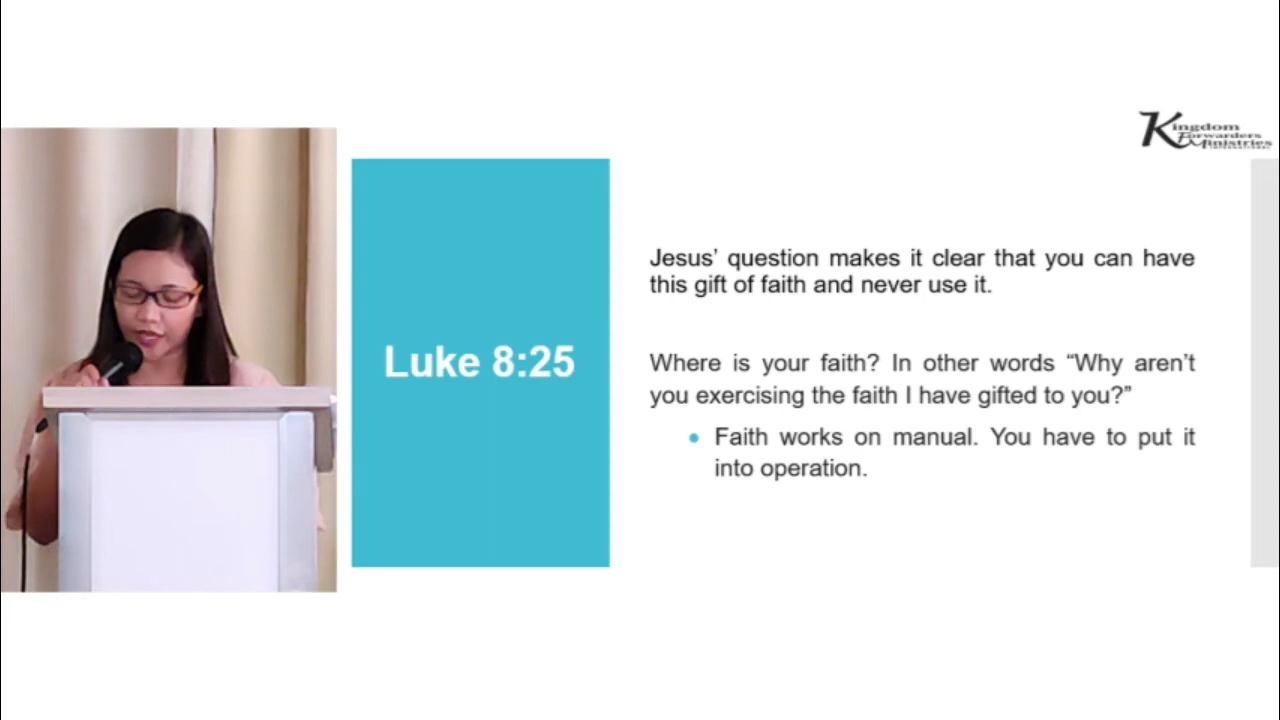 Kingdom
Forwarders
Ministries
INTERNATIONAL
Jesus’ question makes it clear that you can have
this gift of faith and never use it.
Luke 8:25
Where is your faith? In other words “Why aren’t
you exercising the faith I have gifted to you?”
• Faith works on manual. You have to put it
into operation.